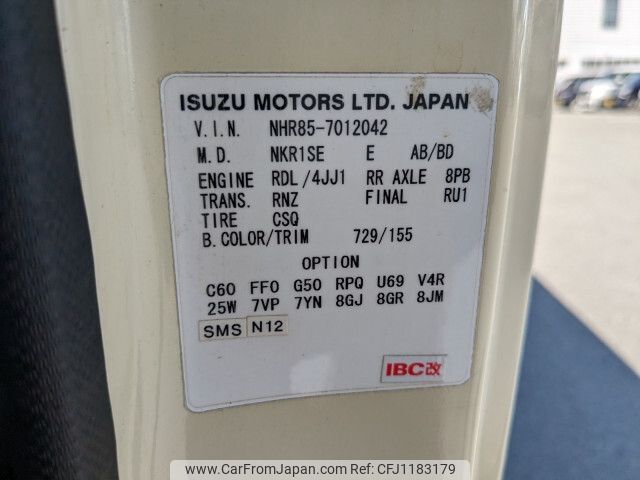 ISUZU MOTORS LTD. JAPAN
V.I.N. NHR85-7012042
M.D. NKR1SE E AB/BD
ENGINE RDL/4JJ1 RR AXLE 8PB
TRANS. RNZ FINAL RU1
TIRE CSQ
B.COLOR/TRIM 729/155
OPTION
C60 FF0 G50 RPQ U69 V4R
25W 7VP 7YN 8GJ 8GR 8JM
SMS N12
IBC改
www.CarFromJapan.com | © CarFromJapan | ID: CFJ1183179